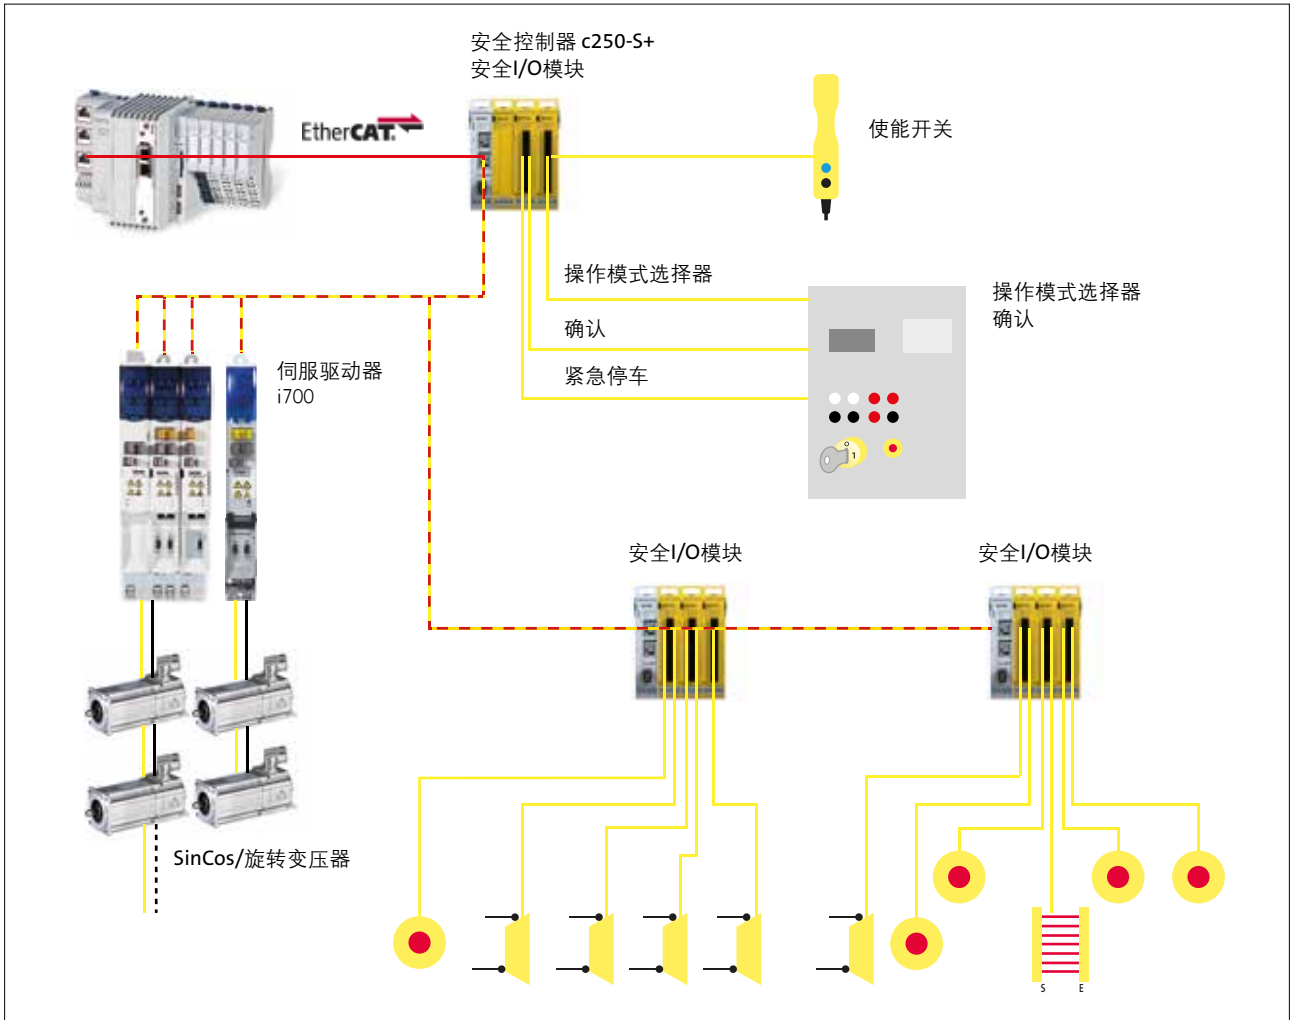 安全控制器 c250-S+
安全I/O模块
EtherCAT
使能开关
操作模式选择器
操作模式选择器
确认
确认
紧急停车
伺服驱动器
i700
0
1
安全I/O模块
安全I/O模块
SinCos/旋转变压器
S
E